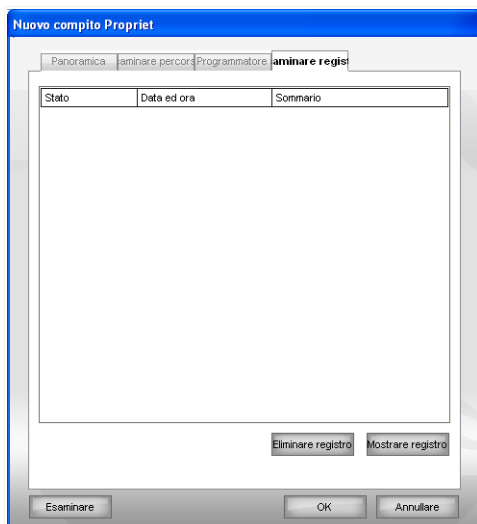 Nuovo compito Propriet
Panoramica aminare percors Programmatore aminare regist
Stato Data ed ora Sommario
Eliminare registro Mostrare registro
Esaminare OK Annullare